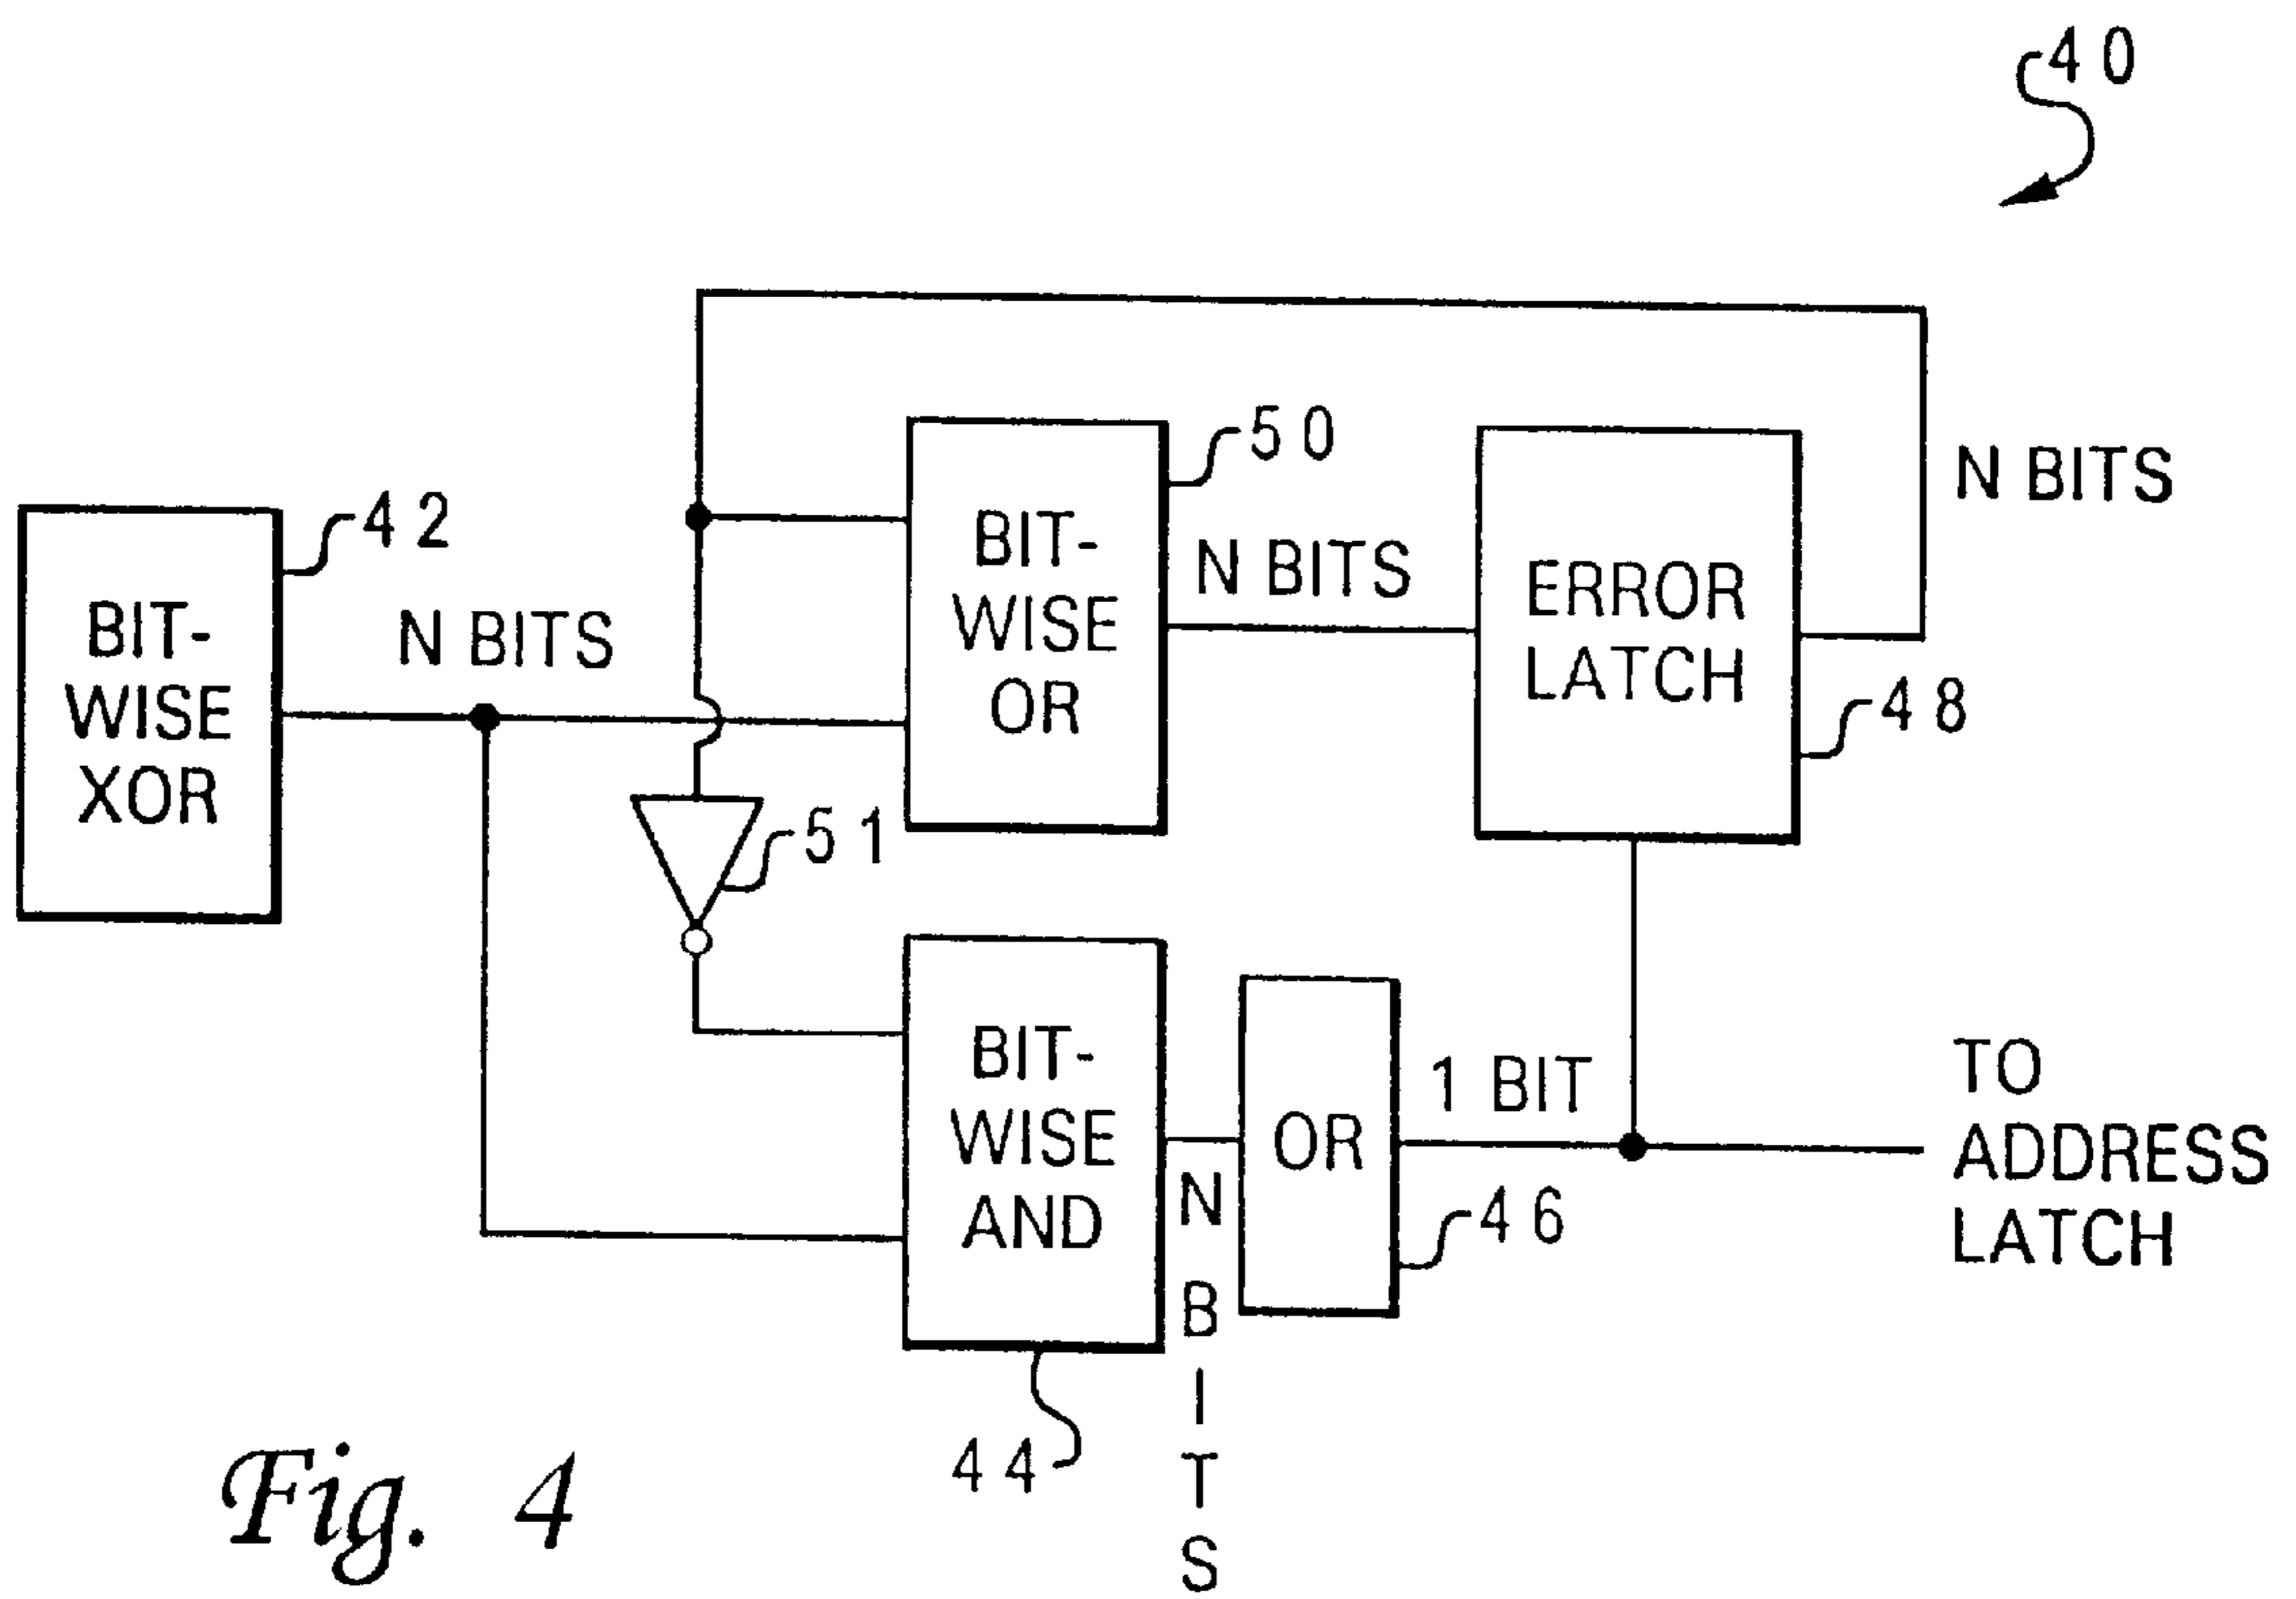 40
50
N BITS
42
BIT-
WISE
OR
N BITS
ERROR
LATCH
BIT-
WISE
XOR
N BITS
48
51
BIT-
WISE
AND
OR
1 BIT
TO
ADDRESS
LATCH
N
B
I
T
S
46
44
Fig. 4